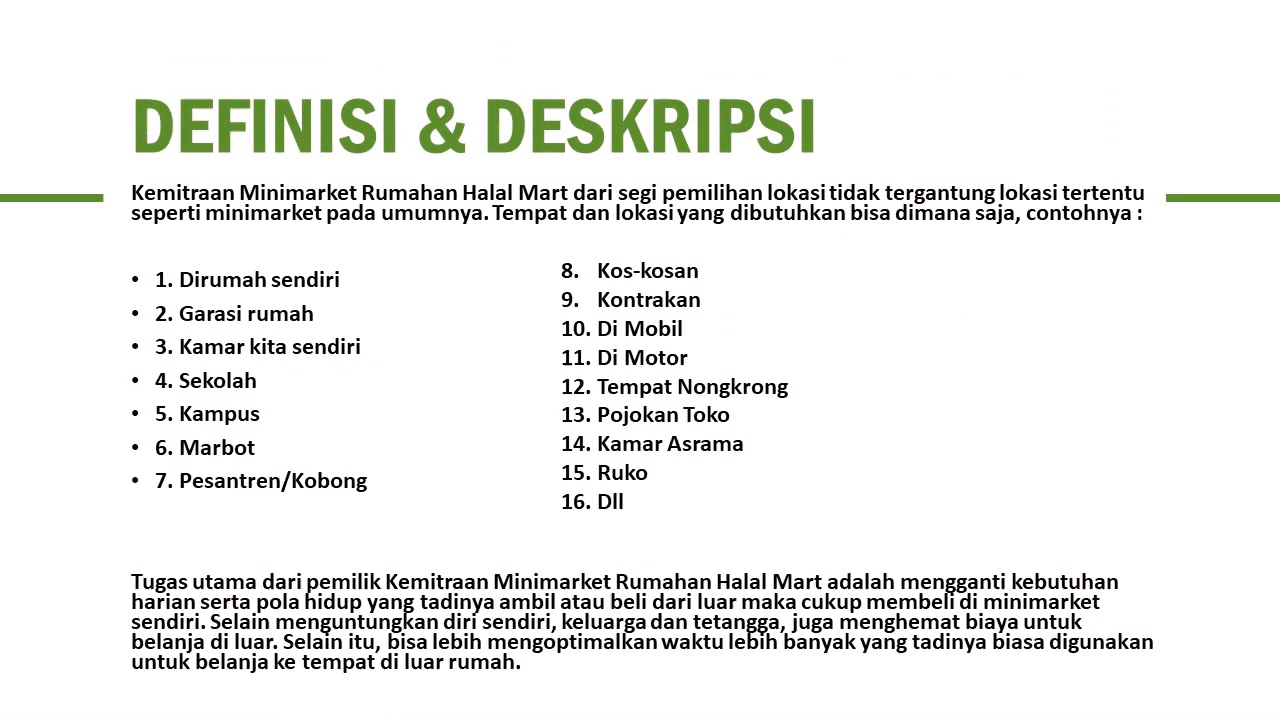 DEFINISI & DESKRIPSI
Kemitraan Minimarket Rumahan Halal Mart dari segi pemilihan lokasi tidak tergantung lokasi tertentu
seperti minimarket pada umumnya. Tempat dan lokasi yang dibutuhkan bisa dimana saja, contohnya :
• 1. Dirumah sendiri
• 2. Garasi rumah
• 3. Kamar kita sendiri
• 4. Sekolah
• 5. Kampus
• 6. Marbot
• 7. Pesantren/Kobong
8. Kos-kosan
9. Kontrakan
10. Di Mobil
11. Di Motor
12. Tempat Nongkrong
13. Pojokan Toko
14. Kamar Asrama
15. Ruko
16. Dll
Tugas utama dari pemilik Kemitraan Minimarket Rumahan Halal Mart adalah mengganti kebutuhan
harian serta pola hidup yang tadinya ambil atau beli dari luar maka cukup membeli di minimarket
sendiri. Selain menguntungkan diri sendiri, keluarga dan tetangga, juga menghemat biaya untuk
belanja di luar. Selain itu, bisa lebih mengoptimalkan waktu lebih banyak yang tadinya biasa digunakan
untuk belanja ke tempat di luar rumah.